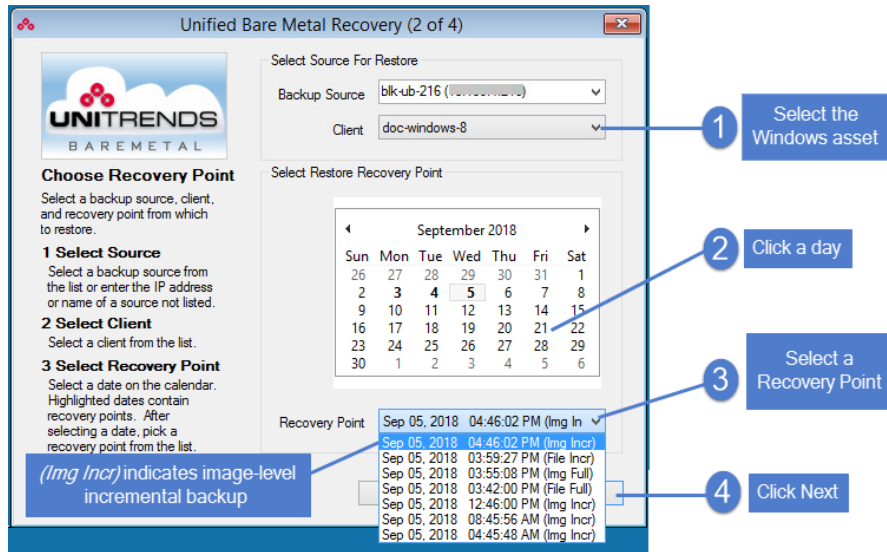 Unified Bare Metal Recovery (2 of 4)
UNITRENDS
BAREMETAL
Choose Recovery Point
Select a backup source, client,
and recovery point from which
to restore.
1 Select Source
Select a backup source from
the list or enter the IP address
or name of a source not listed.
2 Select Client
Select a client from the list.
3 Select Recovery Point
Select a date on the calendar.
Highlighted dates contain
recovery points. After
selecting a date, pick a
recovery point from the list.
Select Source For Restore
Backup Source blk-ub-216 (
Client doc-windows-8
Select Restore Recovery Point
September 2018
Sun Mon Tue Wed Thu Fri Sat
26 27 28 29 30 31 1
2 3 4 5 6 7 8
9 10 11 12 13 14 15
16 17 18 19 20 21 22
23 24 25 26 27 28 29
30 1 2 3 4 5 6
Recovery Point Sep 05, 2018 04:46:02 PM (Img In
Sep 05, 2018 04:46:02 PM (Img Incr)
Sep 05, 2018 03:59:27 PM (File Incr)
Sep 05, 2018 03:55:08 PM (Img Full)
Sep 05, 2018 03:42:00 PM (File Full)
Sep 05, 2018 12:46:00 PM (Img Incr)
Sep 05, 2018 08:45:56 AM (Img Incr)
Sep 05, 2018 04:45:48 AM (Img Incr)
(Img Incr) indicates image-level
incremental backup
1
Select the
Windows asset
2
Click a day
3
Select a
Recovery Point
4
Click Next